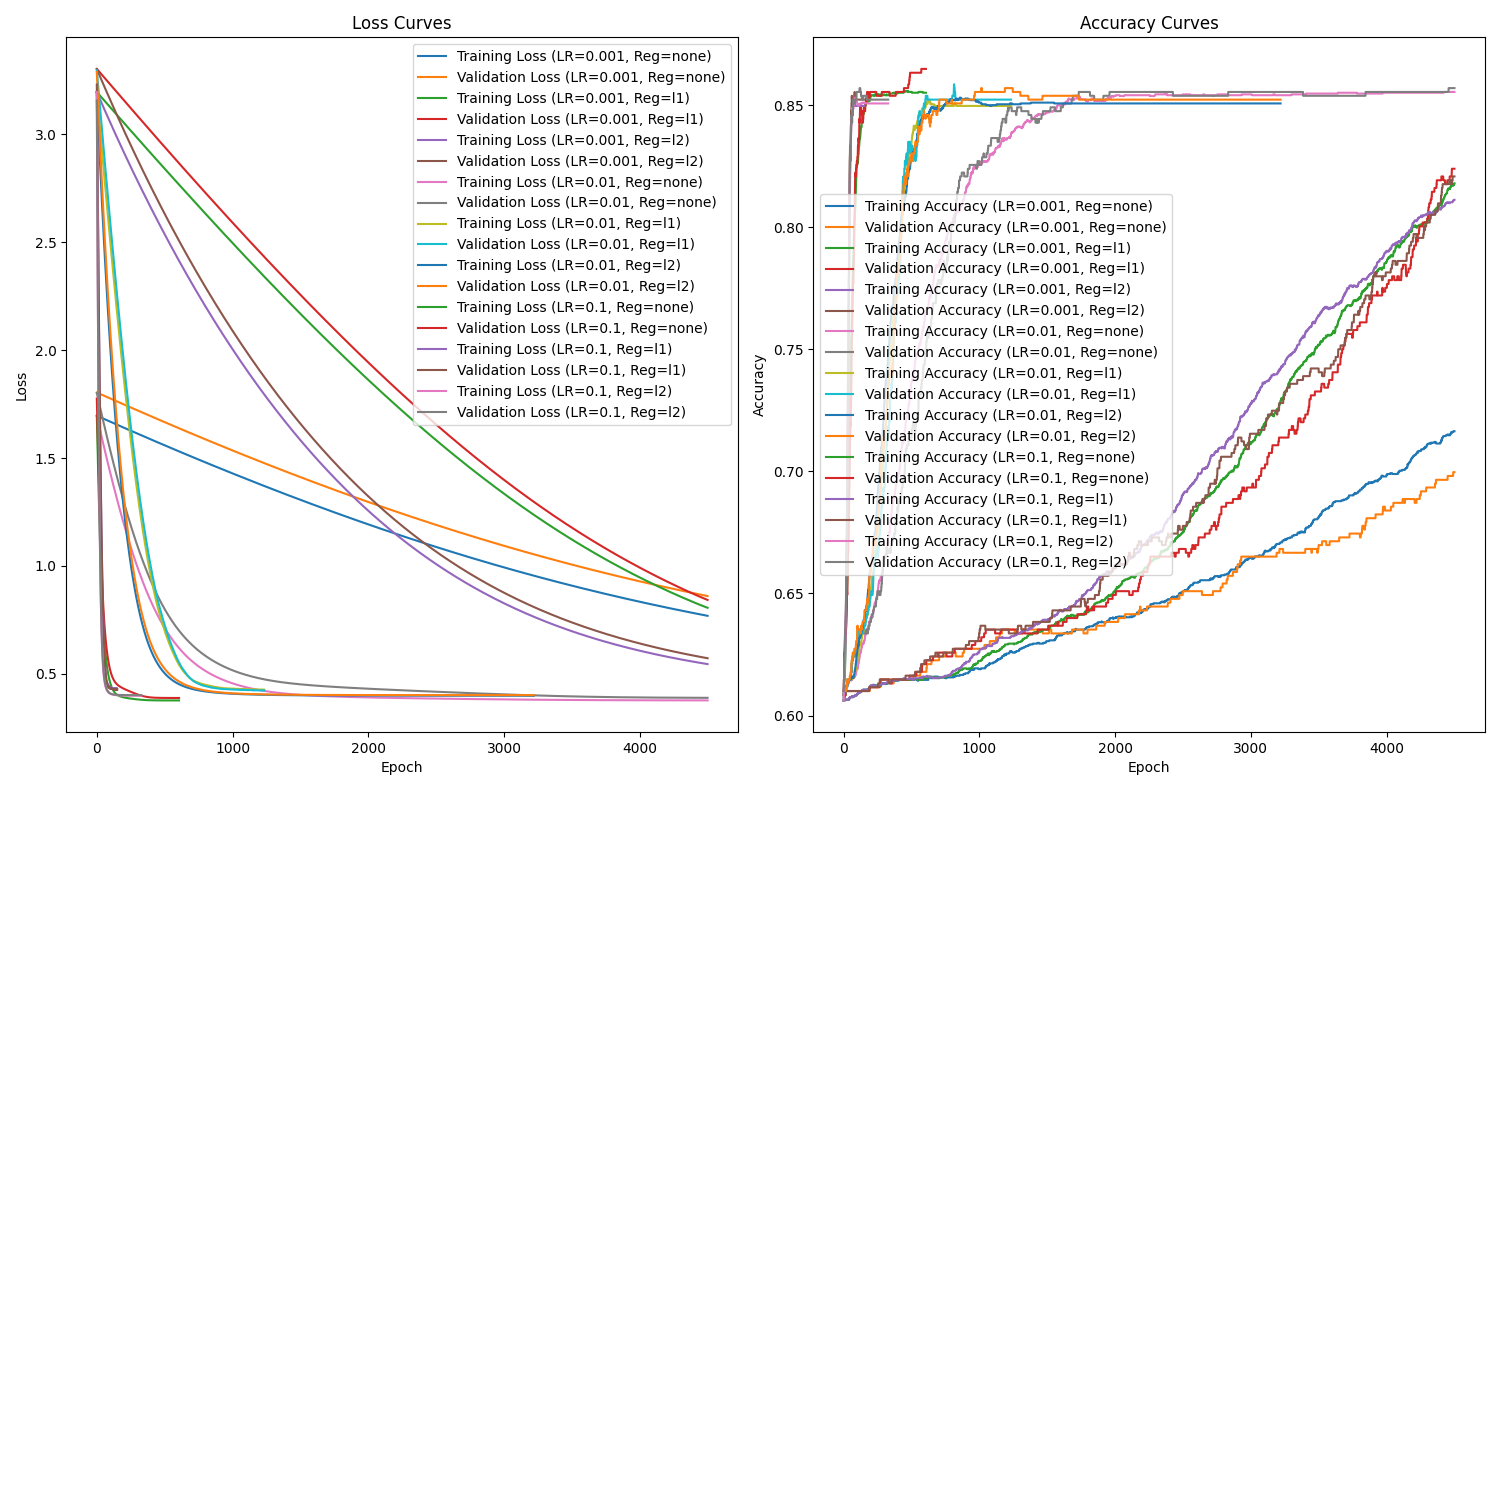 Loss Curves
3.0
2.5
2.0
1.5
1.0
0.5
Loss
0
1000
2000
3000
4000
Epoch
Training Loss (LR=0.001, Reg=none)
Validation Loss (LR=0.001, Reg=none)
Training Loss (LR=0.001, Reg=l1)
Validation Loss (LR=0.001, Reg=l1)
Training Loss (LR=0.001, Reg=l2)
Validation Loss (LR=0.001, Reg=l2)
Training Loss (LR=0.01, Reg=none)
Validation Loss (LR=0.01, Reg=none)
Training Loss (LR=0.01, Reg=l1)
Validation Loss (LR=0.01, Reg=l1)
Training Loss (LR=0.01, Reg=l2)
Validation Loss (LR=0.01, Reg=l2)
Training Loss (LR=0.1, Reg=none)
Validation Loss (LR=0.1, Reg=none)
Training Loss (LR=0.1, Reg=l1)
Validation Loss (LR=0.1, Reg=l1)
Training Loss (LR=0.1, Reg=l2)
Validation Loss (LR=0.1, Reg=l2)
Accuracy Curves
0.85
0.80
0.75
0.70
0.65
0.60
Accuracy
0
1000
2000
3000
4000
Epoch
Training Accuracy (LR=0.001, Reg=none)
Validation Accuracy (LR=0.001, Reg=none)
Training Accuracy (LR=0.001, Reg=l1)
Validation Accuracy (LR=0.001, Reg=l1)
Training Accuracy (LR=0.001, Reg=l2)
Validation Accuracy (LR=0.001, Reg=l2)
Training Accuracy (LR=0.01, Reg=none)
Validation Accuracy (LR=0.01, Reg=none)
Training Accuracy (LR=0.01, Reg=l1)
Validation Accuracy (LR=0.01, Reg=l1)
Training Accuracy (LR=0.01, Reg=l2)
Validation Accuracy (LR=0.01, Reg=l2)
Training Accuracy (LR=0.1, Reg=none)
Validation Accuracy (LR=0.1, Reg=none)
Training Accuracy (LR=0.1, Reg=l1)
Validation Accuracy (LR=0.1, Reg=l1)
Training Accuracy (LR=0.1, Reg=l2)
Validation Accuracy (LR=0.1, Reg=l2)